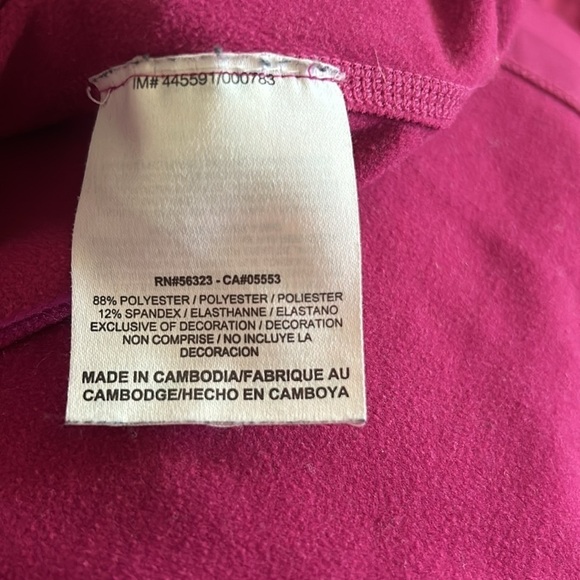 IM# 445591/000783
RN#56323 - CA#05553
88% POLYESTER / POLYESTER / POLIESTER
12% SPANDEX / ELASTHANNE / ELASTANO
EXCLUSIVE OF DECORATION / DECORATION
NON COMPRISE / NO INCLUYE LA
DECORACION
MADE IN CAMBODIA/FABRIQUE AU
CAMBODGE/HECHO EN CAMBOYA